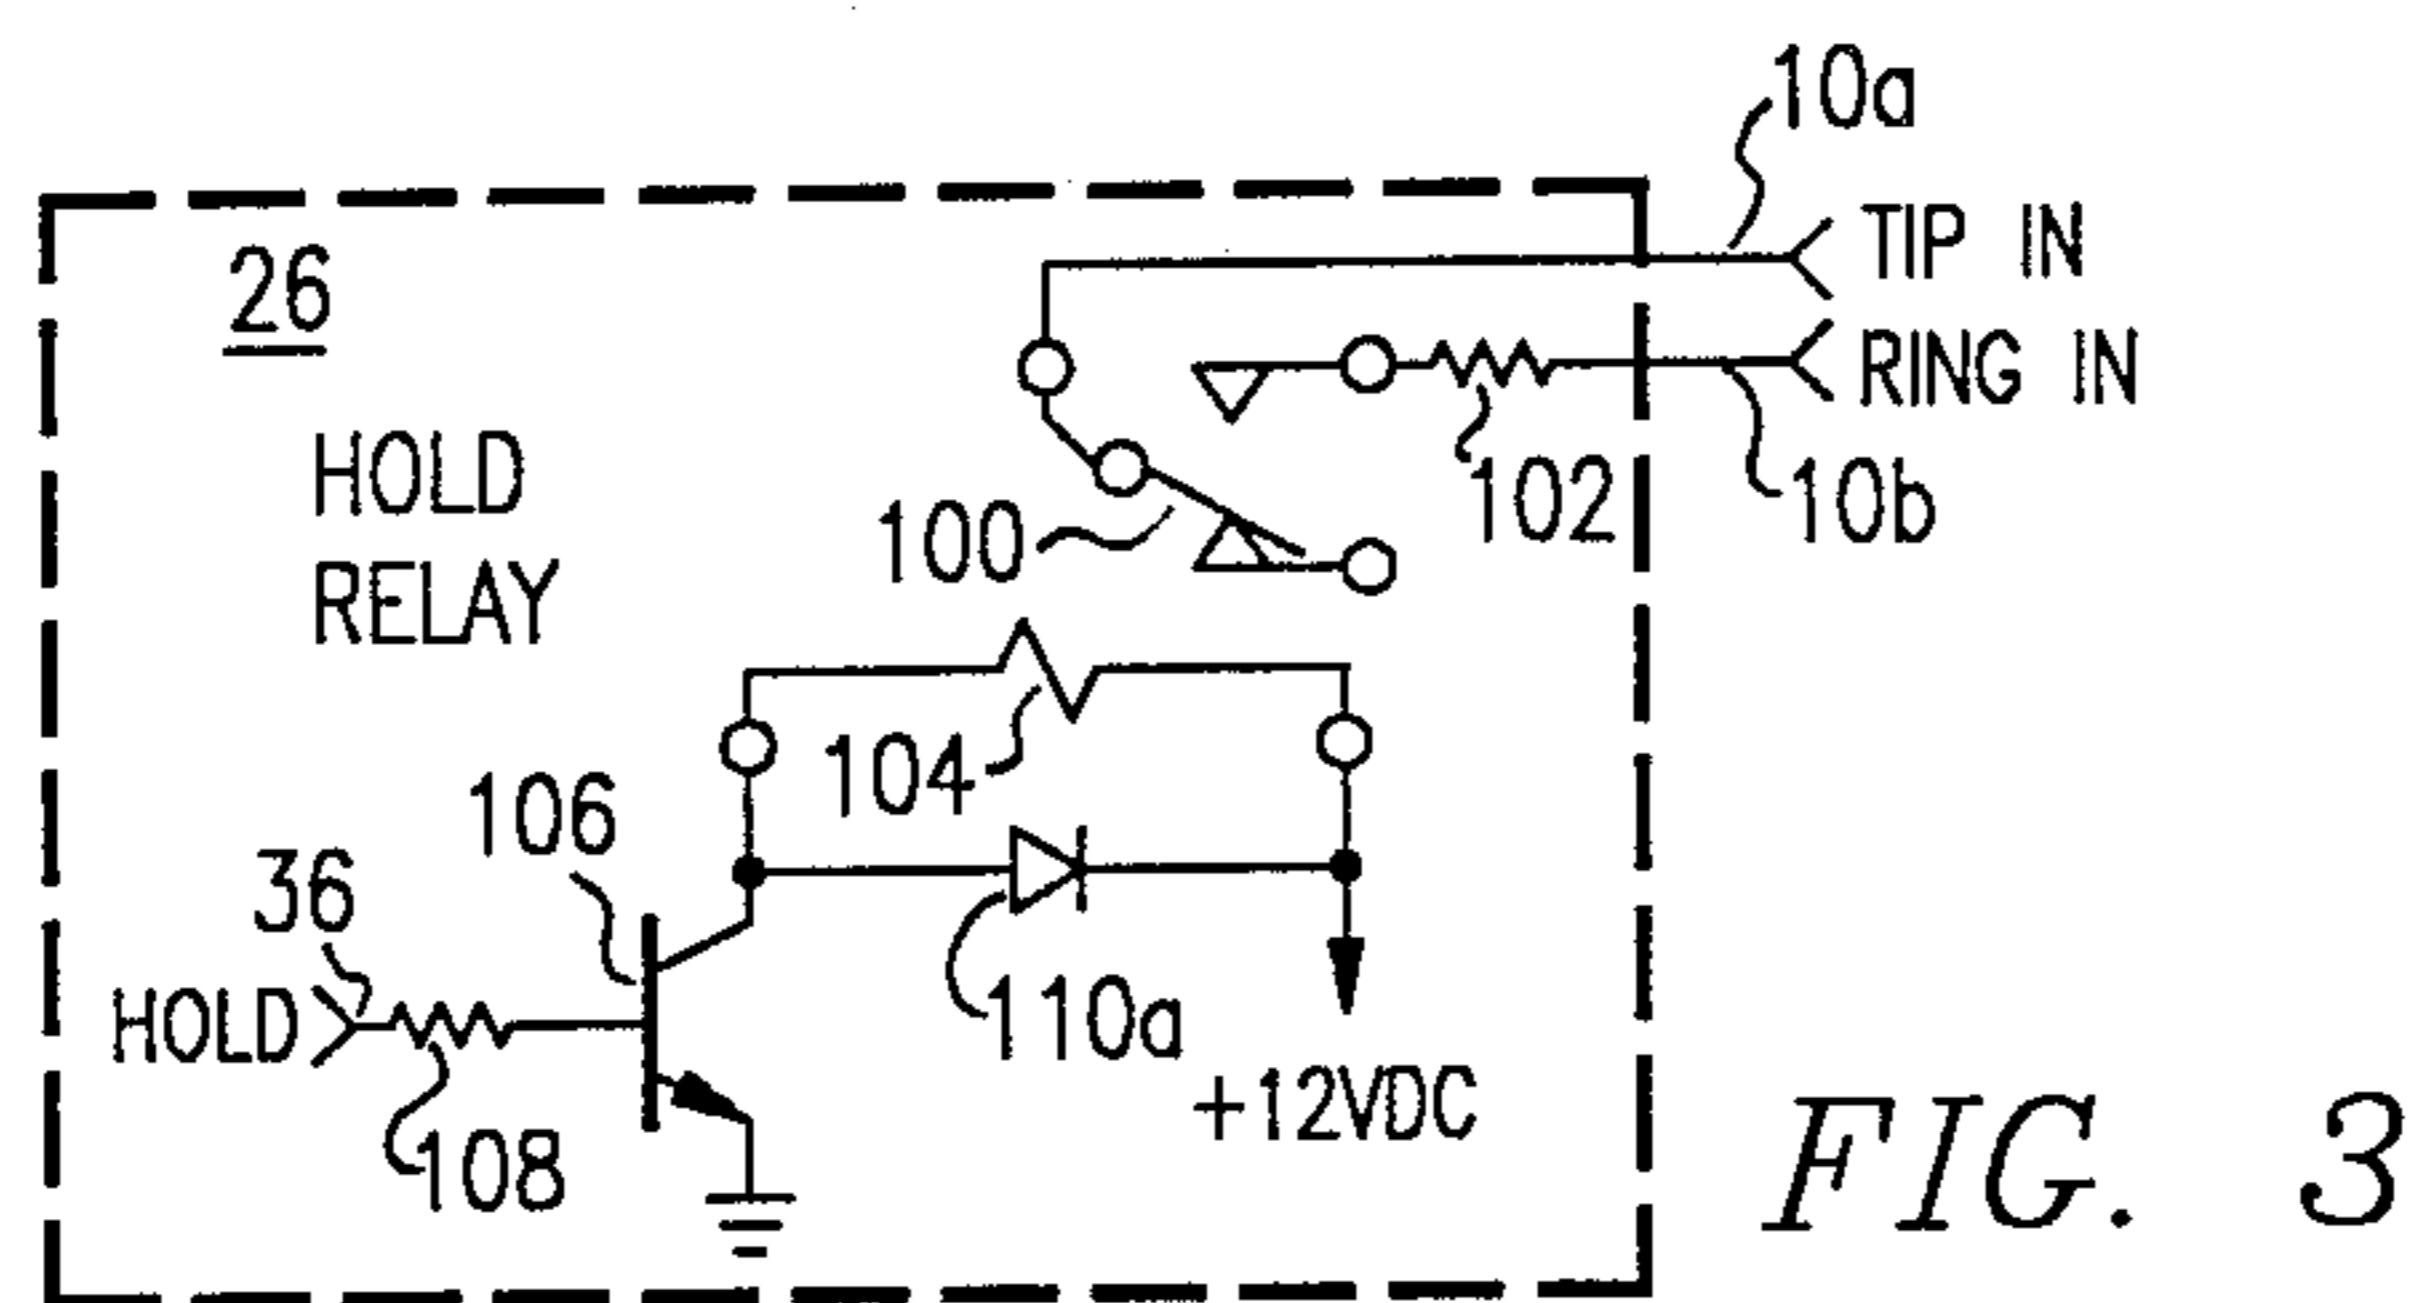 10a
TIP IN
26
RING IN
HOLD
RELAY
100
102
10b
104
106
36
HOLD
110a
+12VDC
108
FIG. 3